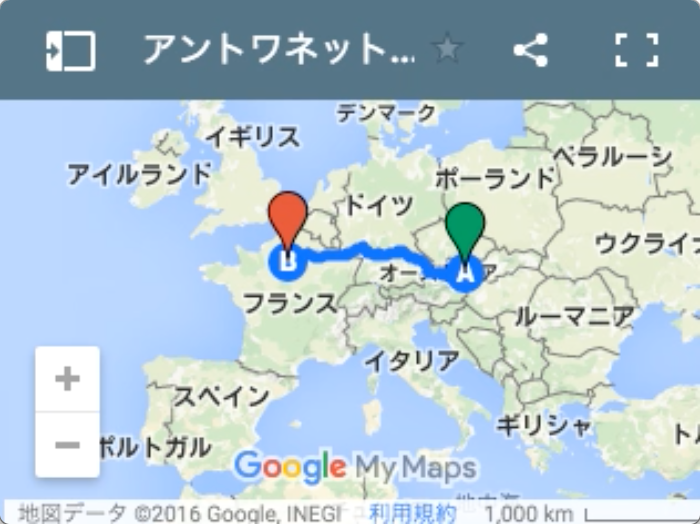 アントワネット...
デンマーク
イギリス
アイルランド
ベラルーシ
ポーランド
ドイツ
ウクライ
B
A
オー
ア
フランス
ルーマニア
イタリア
スペイン
ギリシャ
ポルトガル
Google My Maps
地図データ ©2016 Google, INEGI
利用規約
1,000 km